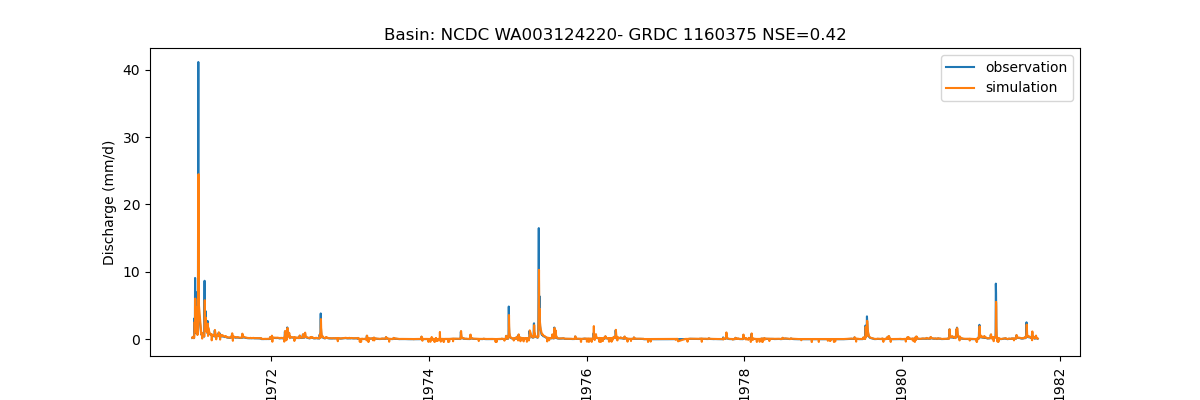 Basin: NCDC WA003124220- GRDC 1160375 NSE=0.42
observation
simulation
Discharge (mm/d)
40
30
20
10
0
1972
1974
1976
1978
1980
1982